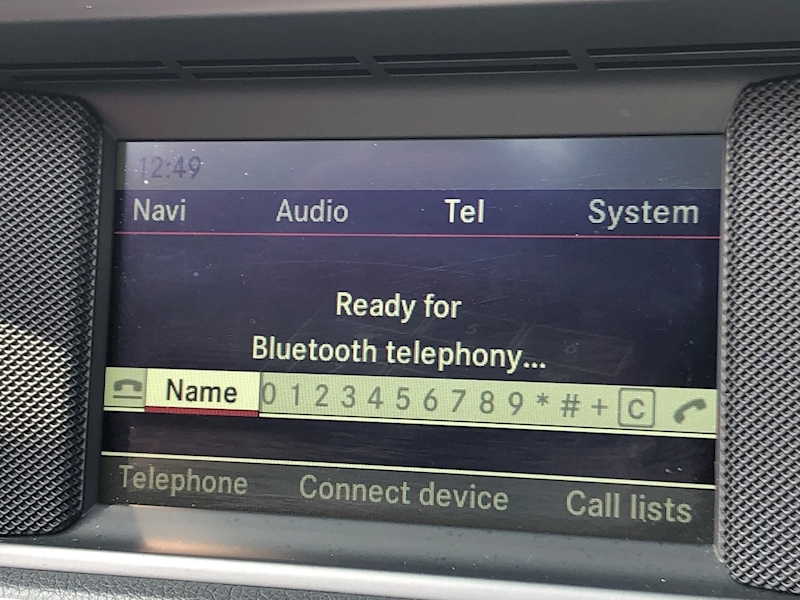 12:49
Navi Audio Tel System
Ready for
Bluetooth telephony...
Name 0 1 2 3 4 5 6 7 8 9 * # + C
Telephone Connect device Call lists